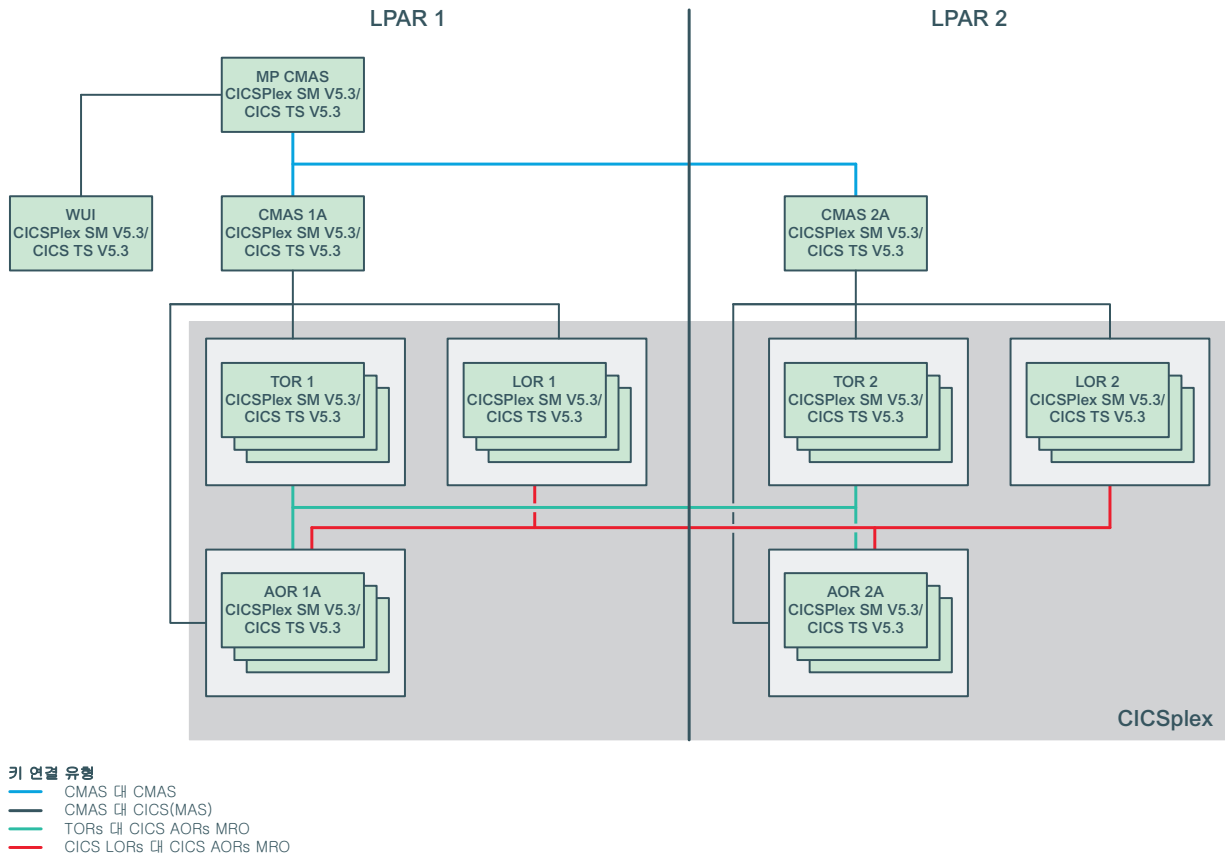 LPAR 1
LPAR 2
MP CMAS
CICSPlex SM V5.3/
CICS TS V5.3
WUI
CICSPlex SM V5.3/
CICS TS V5.3
CMAS 1A
CICSPlex SM V5.3/
CICS TS V5.3
CMAS 2A
CICSPlex SM V5.3/
CICS TS V5.3
TOR 1
CICSPlex SM V5.3/
CICS TS V5.3
LOR 1
CICSPlex SM V5.3/
CICS TS V5.3
TOR 2
CICSPlex SM V5.3/
CICS TS V5.3
LOR 2
CICSPlex SM V5.3/
CICS TS V5.3
AOR 1A
CICSPlex SM V5.3/
CICS TS V5.3
AOR 2A
CICSPlex SM V5.3/
CICS TS V5.3
CICSplex
키 연결 유형
CMAS 대 CMAS
CMAS 대 CICS(MAS)
TORs 대 CICS AORs MRO
CICS LORs 대 CICS AORs MRO